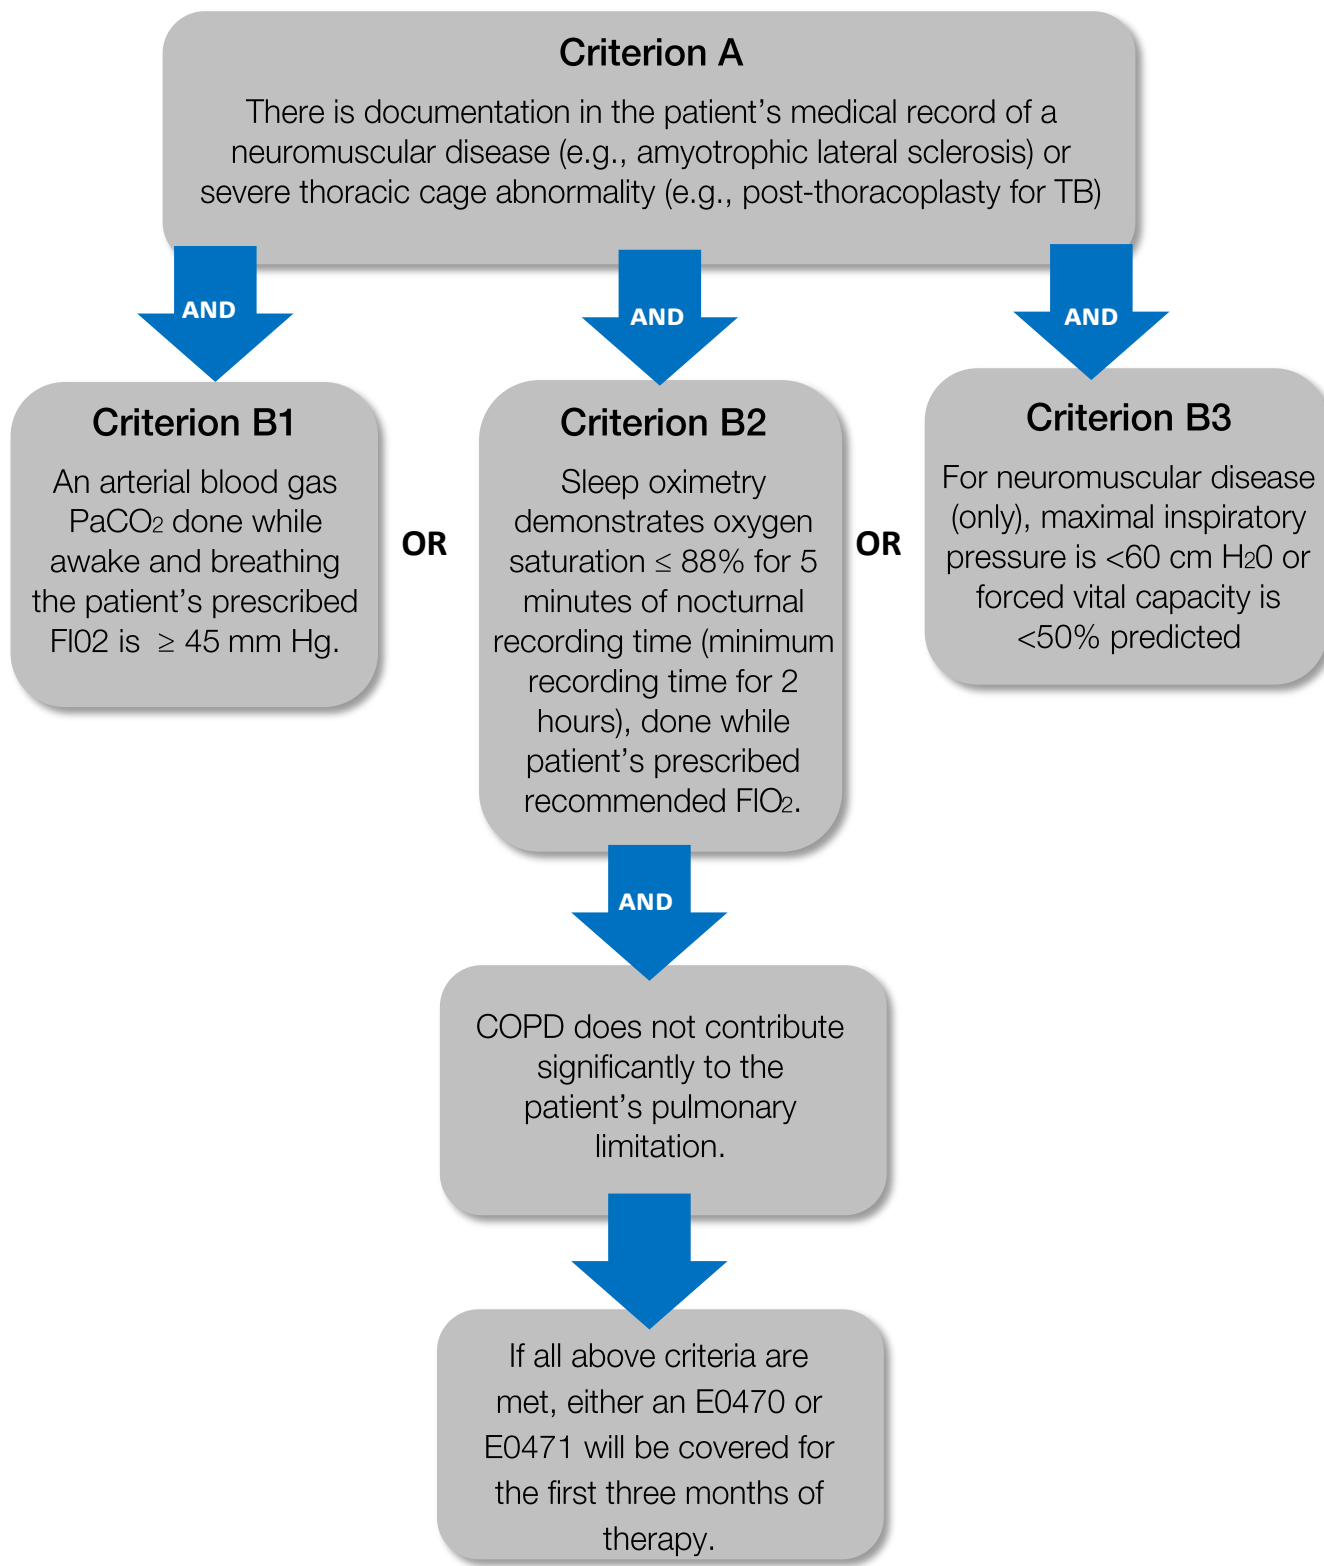 Criterion A
There is documentation in the patient’s medical record of a
neuromuscular disease (e.g., amyotrophic lateral sclerosis) or
severe thoracic cage abnormality (e.g., post-thoracoplasty for TB)
AND
AND
AND
Criterion B1
An arterial blood gas
PaCO2 done while
awake and breathing
the patient’s prescribed
FI02 is ≥ 45 mm Hg.
OR
Criterion B2
Sleep oximetry
demonstrates oxygen
saturation ≤ 88% for 5
minutes of nocturnal
recording time (minimum
recording time for 2
hours), done while
patient’s prescribed
recommended FIO2.
OR
Criterion B3
For neuromuscular disease
(only), maximal inspiratory
pressure is <60 cm H20 or
forced vital capacity is
<50% predicted
AND
COPD does not contribute
significantly to the
patient’s pulmonary
limitation.
If all above criteria are
met, either an E0470 or
E0471 will be covered for
the first three months of
therapy.